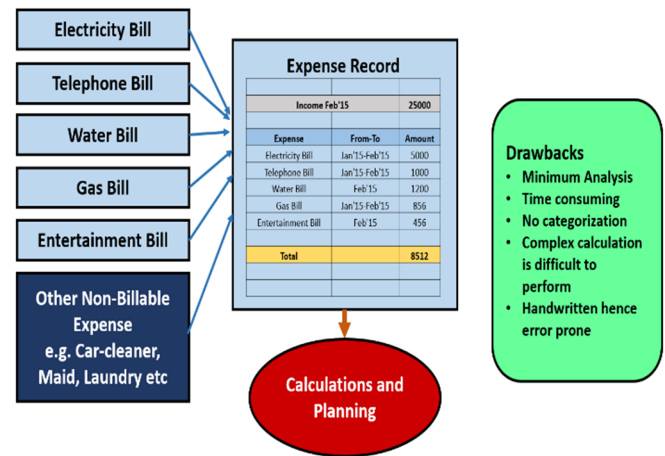 Electricity Bill
Telephone Bill
Water Bill
Gas Bill
Entertainment Bill
Other Non-Billable
Expense
e.g. Car-cleaner,
Maid, Laundry etc
Expense Record
Income Feb'15 25000
Expense From-To Amount
Electricity Bill Jan'15-Feb'15 5000
Telephone Bill Jan'15-Feb'15 1000
Water Bill Feb'15 1200
Gas Bill Jan'15-Feb'15 856
Entertainment Bill Feb'15 456
Total 8512
Calculations and
Planning
Drawbacks
• Minimum Analysis
• Time consuming
• No categorization
• Complex calculation
is difficult to
perform
• Handwritten hence
error prone